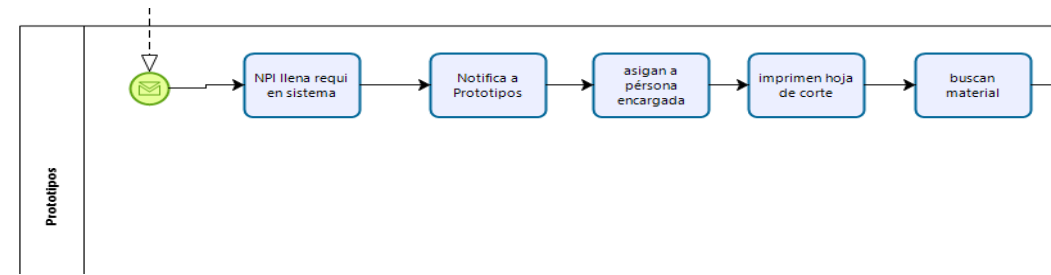 NPI llena requi
en sistema
Notifica a
Prototipos
asigan a
pérsona
encargada
imprimen hoja
de corte
buscan
material
Prototipos